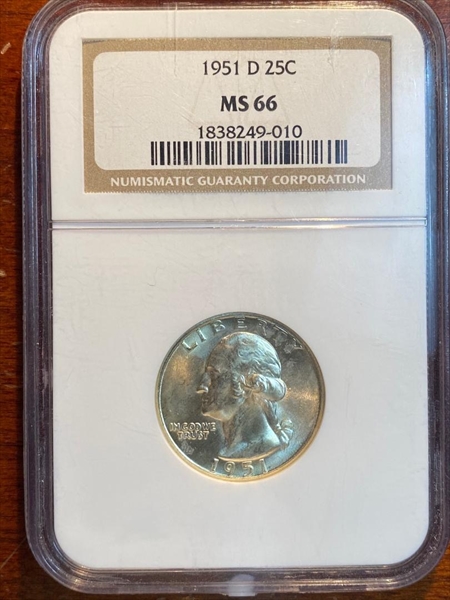 1951 D 25C
MS 66
1838249-010
NUMISMATIC GUARANTY CORPORATION
LIBERTY
IN GOD WE
TRUST
1951